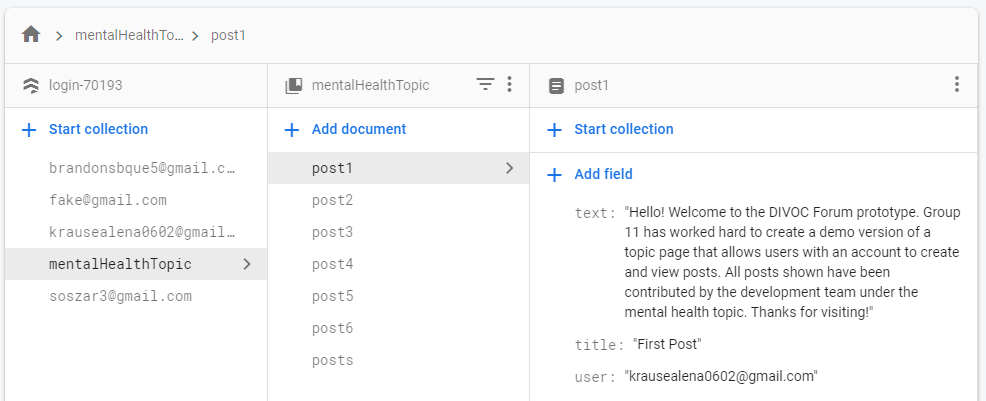 mentalHealthTo... post1
login-70193
Start collection
brandonsbque5@gmail.c...
fake@gmail.com
krausealena0602@gmail...
mentalHealthTopic
soszar3@gmail.com
mentalHealthTopic
Add document
post1
post2
post3
post4
post5
post6
posts
post1
Start collection
Add field
text: "Hello! Welcome to the DIVOC Forum prototype. Group
11 has worked hard to create a demo version of a
topic page that allows users with an account to create
and view posts. All posts shown have been
contributed by the development team under the
mental health topic. Thanks for visiting!"
title: "First Post"
user: "krausealena0602@gmail.com"